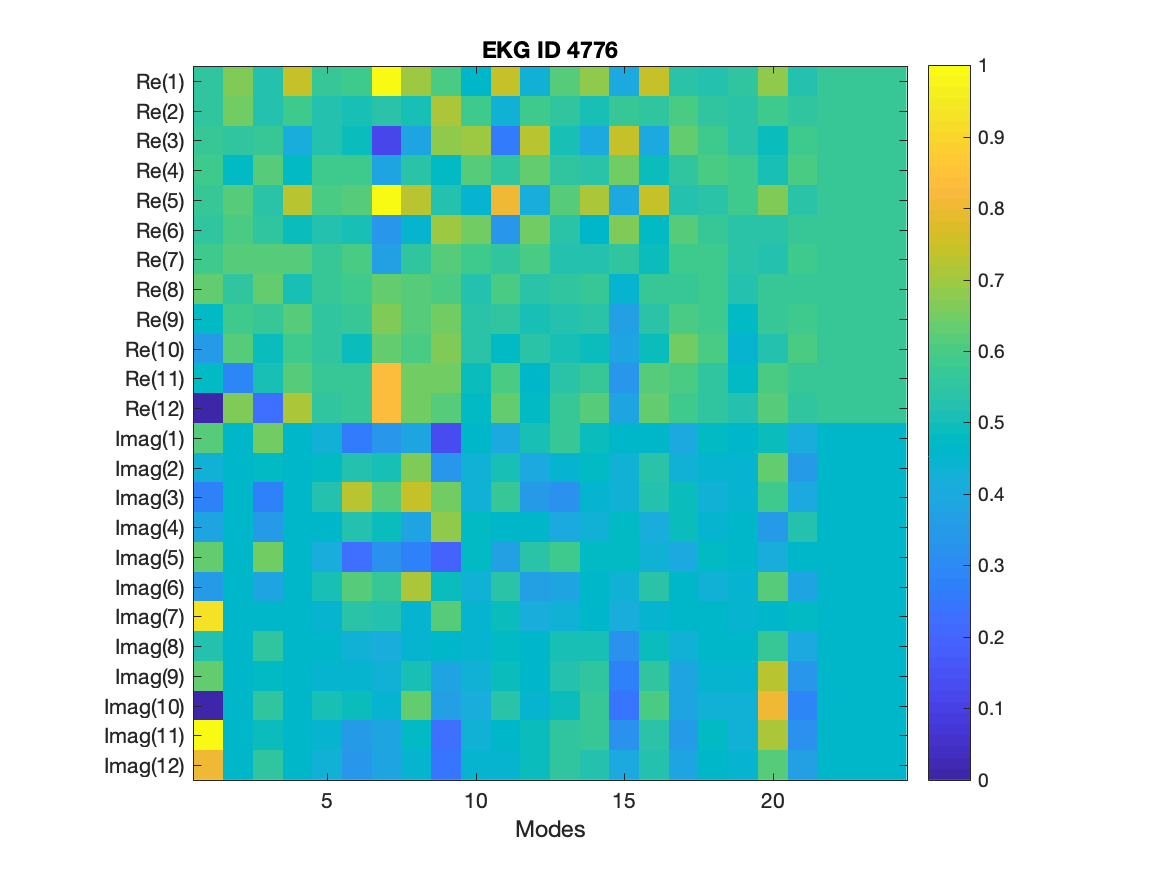 EKG ID 4776
Re(1)
Re(2)
Re(3)
Re(4)
Re(5)
Re(6)
Re(7)
Re(8)
Re(9)
Re(10)
Re(11)
Re(12)
Imag(1)
Imag(2)
Imag(3)
Imag(4)
Imag(5)
Imag(6)
Imag(7)
Imag(8)
Imag(9)
Imag(10)
Imag(11)
Imag(12)
5 10 15 20
Modes
1
0.9
0.8
0.7
0.6
0.5
0.4
0.3
0.2
0.1
0